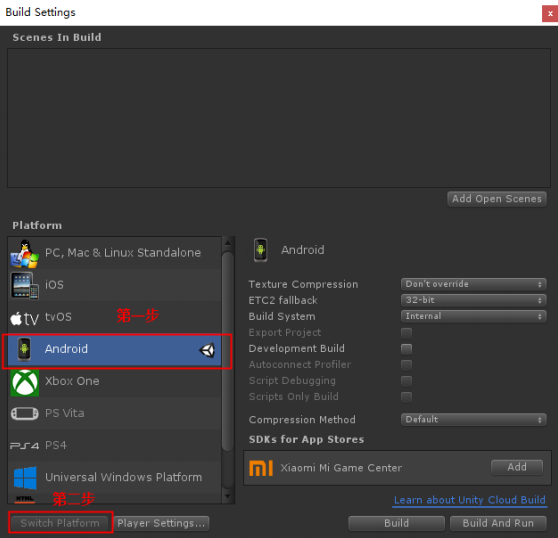 Build Settings
x
Scenes In Build
Add Open Scenes
Platform
PC, Mac & Linux Standalone
iOS
tv tvOS
第一步
Android
Xbox One
PS Vita
PS4 PS4
Universal Windows Platform
HTML
第二步
Switch Platform
Player Settings...
Android
Texture Compression Don't override
ETC2 fallback 32-bit
Build System Internal
Export Project
Development Build
Autoconnect Profiler
Script Debugging
Scripts Only Build
Compression Method Default
SDKs for App Stores
mi Xiaomi Mi Game Center Add
Learn about Unity Cloud Build
Build
Build And Run